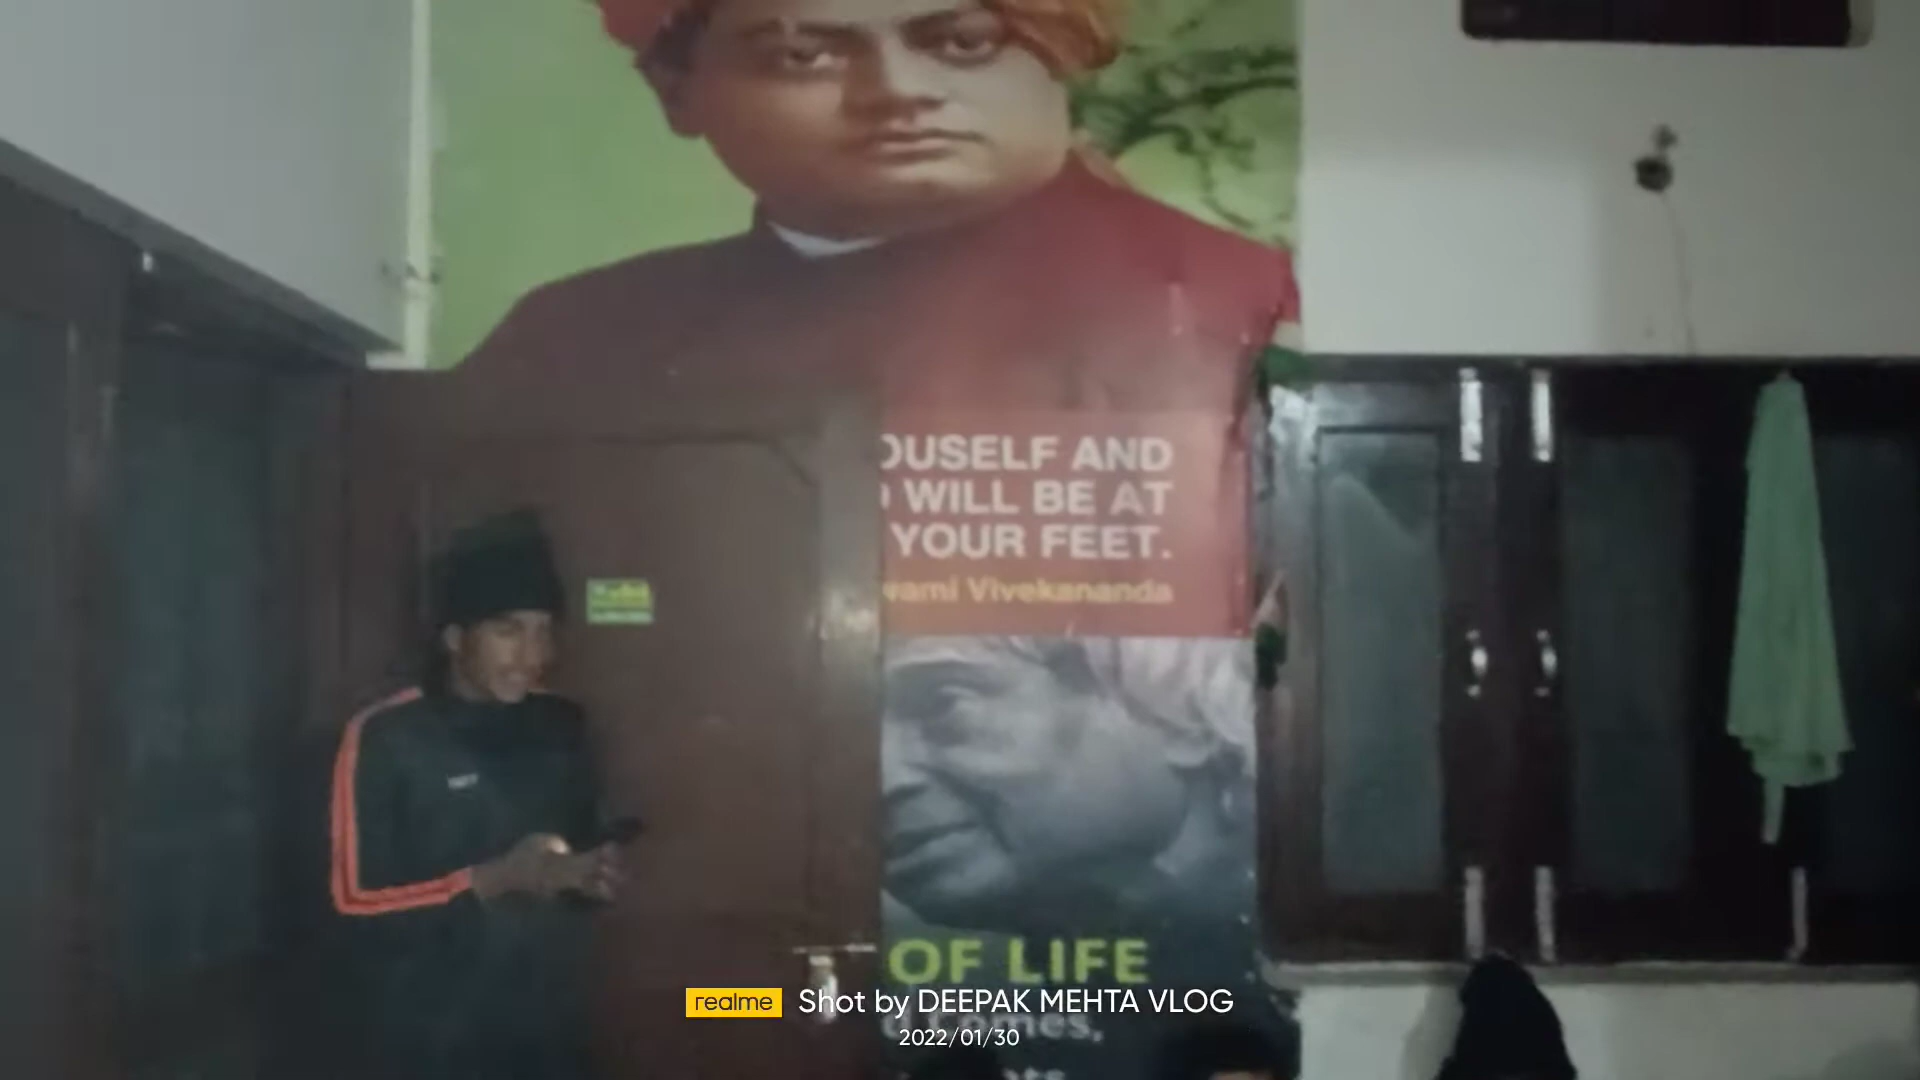 OUSELF AND
WILL BE AT
YOUR FEET.
wami Vivekananda
OF LIFE
realme Shot by DEEPAK MEHTA VLOG
comes,
2022/01/30